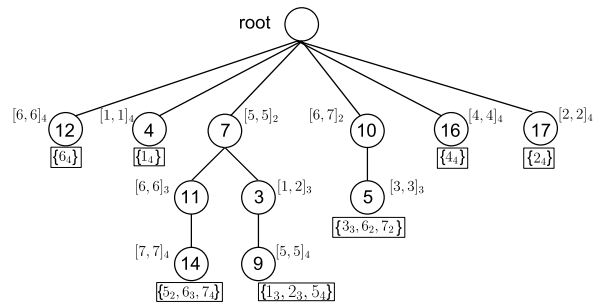 root
[6, 6]₄ [1, 1]₄ [5, 5]₂ [6, 7]₂ [4, 4]₄ [2, 2]₄
12 4 7 10 16 17
{6₄} {1₄} {4₄} {2₄}
[6, 6]₃ [1, 2]₃ [3, 3]₃
11 3 5
{3₃, 6₂, 7₂}
[7, 7]₄ [5, 5]₄
14 9
{5₂, 6₃, 7₄} {1₃, 2₃, 5₄}